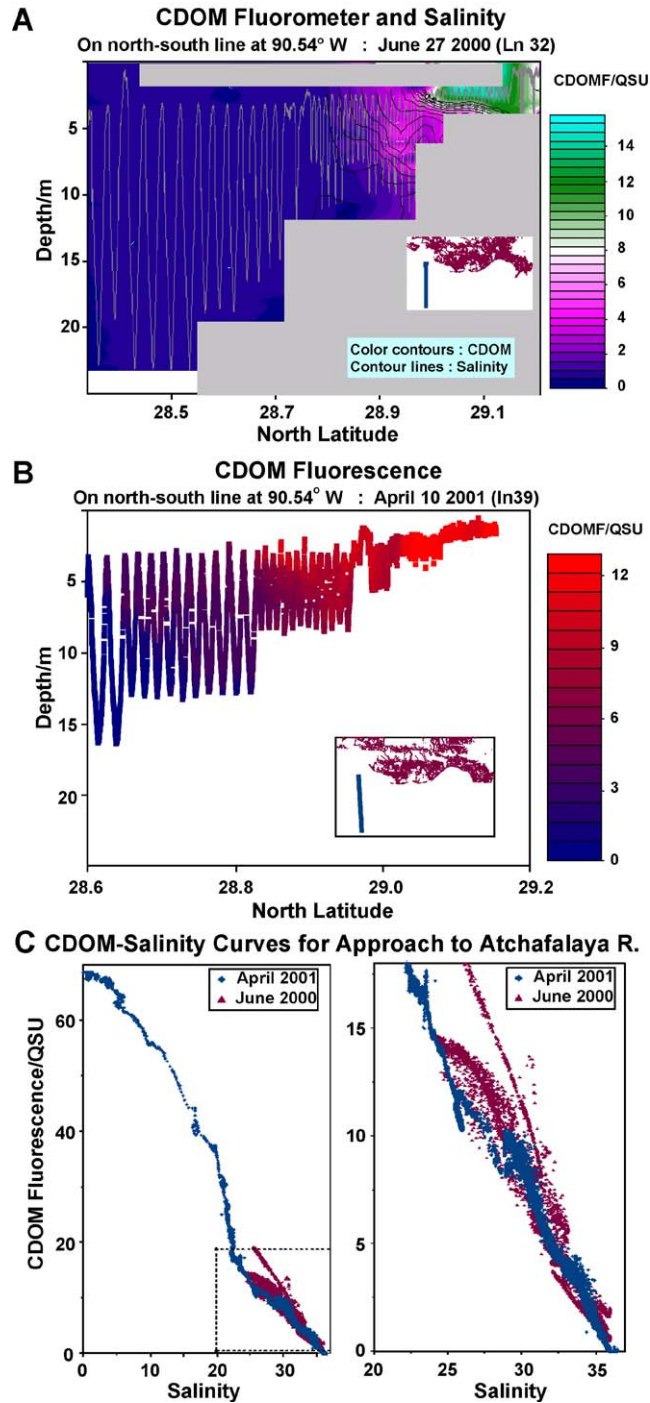 A
CDOM Fluorometer and Salinity
On north-south line at 90.54° W : June 27 2000 (Ln 32)
CDOMF/QSU
Depth/m
5
10
15
20
14
12
10
8
6
4
2
0
Color contours : CDOM
Contour lines : Salinity
28.5 28.7 28.9 29.1
North Latitude
B
CDOM Fluorescence
On north-south line at 90.54° W : April 10 2001 (ln39)
CDOMF/QSU
Depth/m
5
10
15
20
12
9
6
3
0
28.6 28.8 29.0 29.2
North Latitude
C CDOM-Salinity Curves for Approach to Atchafalaya R.
CDOM Fluorescence/QSU
60
40
20
0
April 2001
June 2000
0 10 20 30
Salinity
15
10
5
0
April 2001
June 2000
20 25 30 35
Salinity